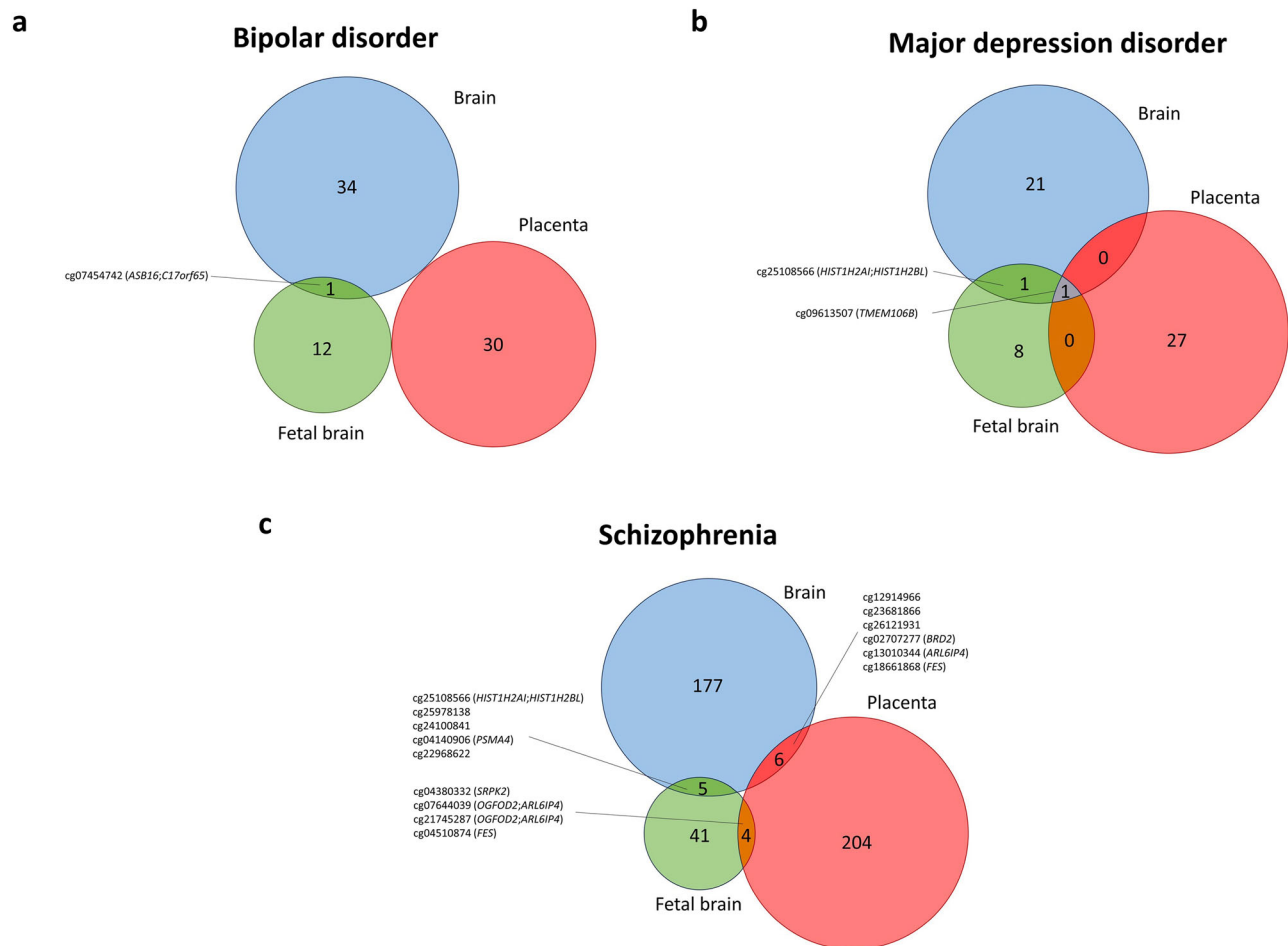 a
Bipolar disorder
Brain
34
Placenta
cg07454742 (ASB16;C17orf65)
1
12
30
Fetal brain
b
Major depression disorder
Brain
21
Placenta
0
cg25108566 (HIST1H2AI;HIST1H2BL)
1
1
cg09613507 (TMEM106B)
8
0
27
Fetal brain
c
Schizophrenia
Brain
cg12914966
cg23681866
cg26121931
cg02707277 (BRD2)
cg13010344 (ARL6IP4)
cg18661868 (FES)
177
Placenta
cg25108566 (HIST1H2AI;HIST1H2BL)
cg25978138
cg24100841
cg04140906 (PSMA4)
cg22968622
6
5
cg04380332 (SRPK2)
cg07644039 (OGFOD2;ARL6IP4)
cg21745287 (OGFOD2;ARL6IP4)
cg04510874 (FES)
41
4
204
Fetal brain